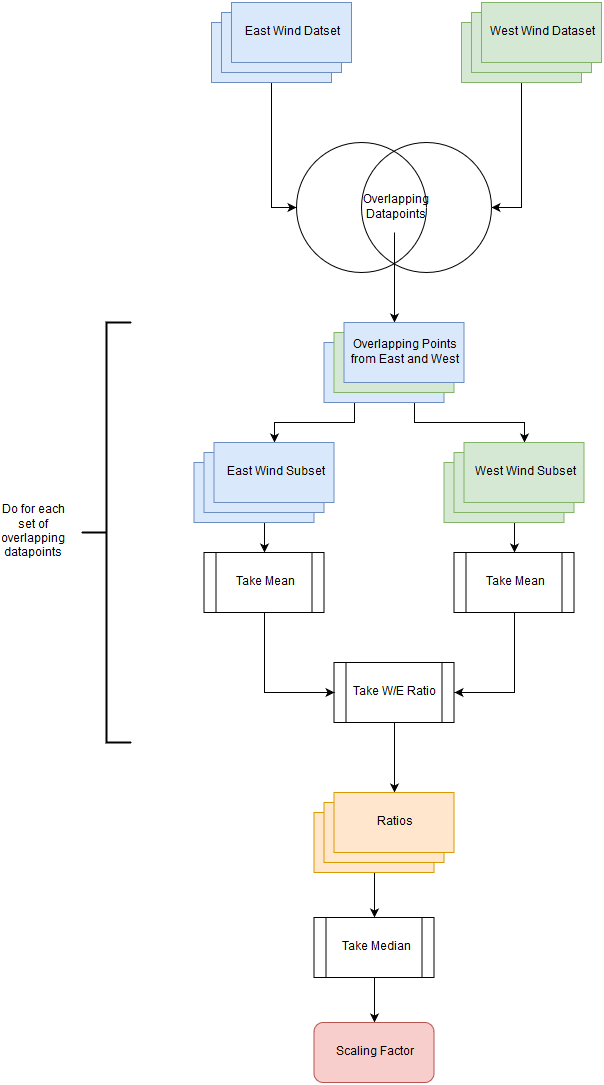 East Wind Datset
West Wind Dataset
Overlapping
Datapoints
Overlapping Points
from East and West
East Wind Subset
West Wind Subset
Do for each
set of
overlapping
datapoints
Take Mean
Take Mean
Take W/E Ratio
Ratios
Take Median
Scaling Factor